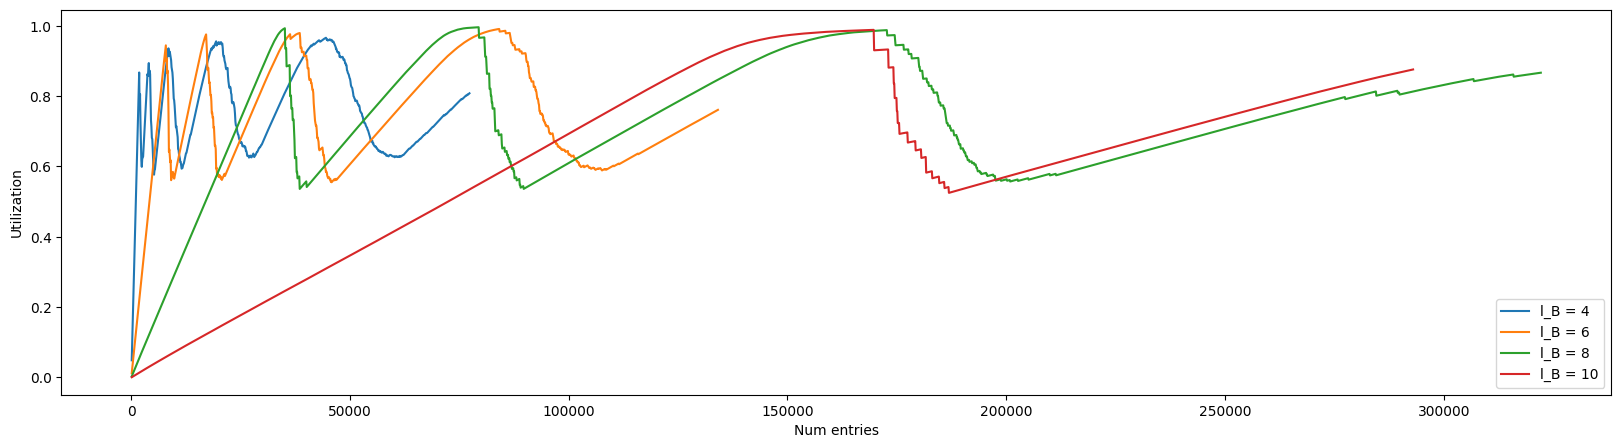 1.0
0.8
0.6
0.4
0.2
0.0
Utilization
0 50000 100000 150000 200000 250000 300000
Num entries
l_B = 4
l_B = 6
l_B = 8
l_B = 10